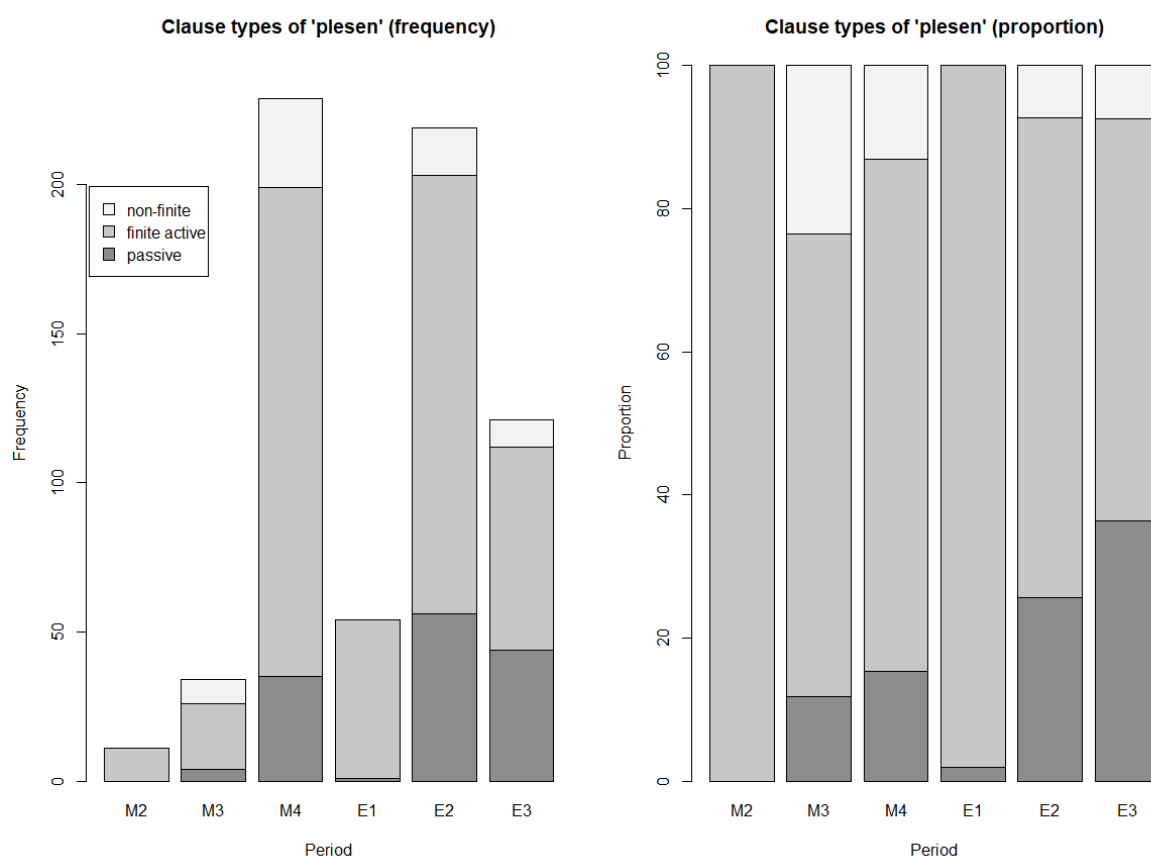 Clause types of 'plesen' (frequency)
Frequency
200
150
100
50
0
non-finite
finite active
passive
M2 M3 M4 E1 E2 E3
Period
Clause types of 'plesen' (proportion)
Proportion
100
80
60
40
20
0
M2 M3 M4 E1 E2 E3
Period